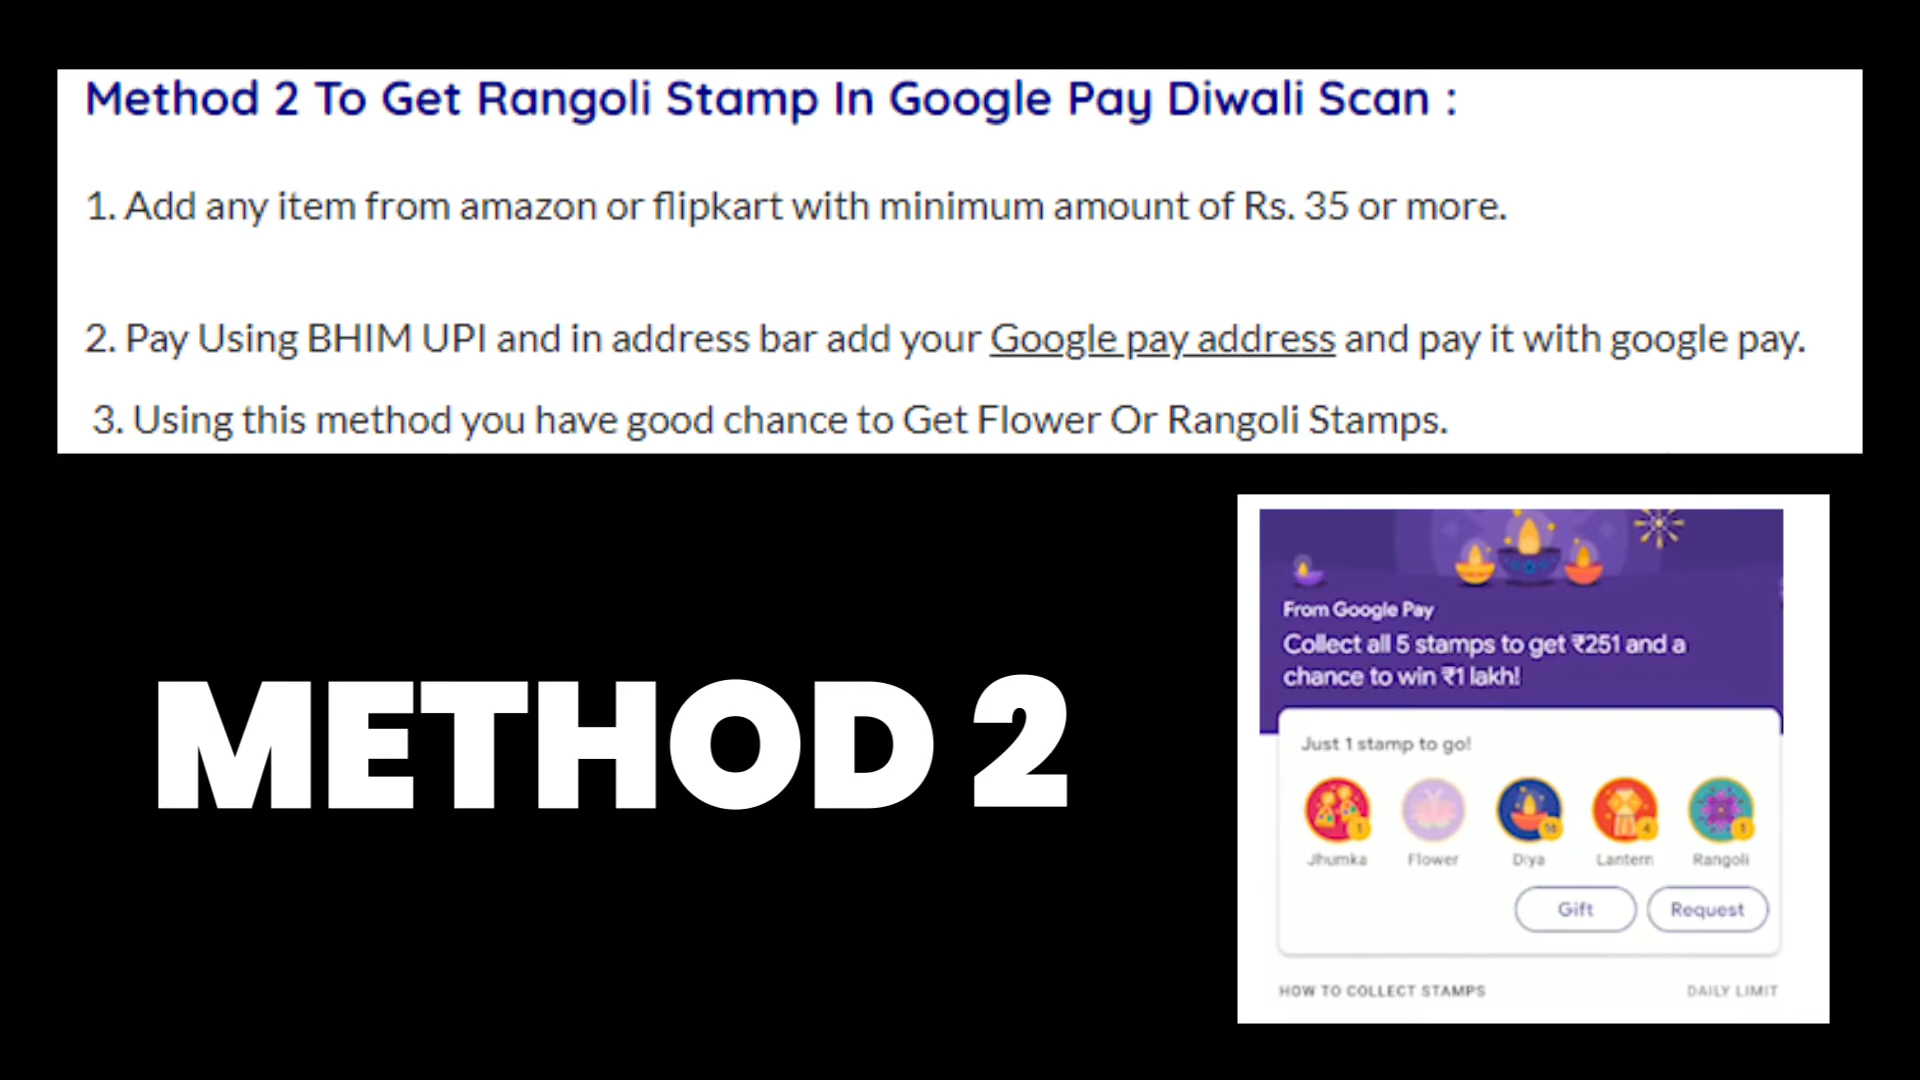 Method 2 To Get Rangoli Stamp In Google Pay Diwali Scan :
1. Add any item from amazon or flipkart with minimum amount of Rs. 35 or more.
2. Pay Using BHIM UPI and in address bar add your Google pay address and pay it with google pay.
3. Using this method you have good chance to Get Flower Or Rangoli Stamps.
METHOD 2
From Google Pay
Collect all 5 stamps to get ₹251 and a
chance to win ₹1 lakh!
Just 1 stamp to go!
1 16 4 1
Jhumka Flower Diya Lantern Rangoli
Gift Request
HOW TO COLLECT STAMPS DAILY LIMIT